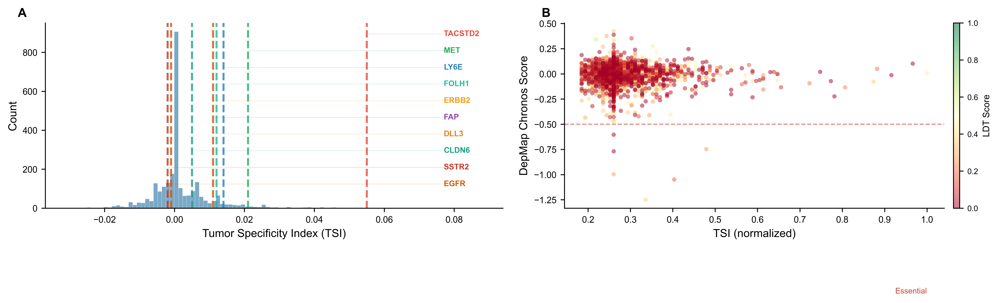 A
Count
800
600
400
200
0
−0.02
0.00
0.02
0.04
0.06
0.08
Tumor Specificity Index (TSI)
TACSTD2
MET
LY6E
FOLH1
ERBB2
FAP
DLL3
CLDN6
SSTR2
EGFR
B
DepMap Chronos Score
0.50
0.25
0.00
−0.25
−0.50
−0.75
−1.00
−1.25
0.2
0.3
0.4
0.5
0.6
0.7
0.8
0.9
1.0
TSI (normalized)
1.0
0.8
0.6
0.4
0.2
0.0
LDT Score
Essential